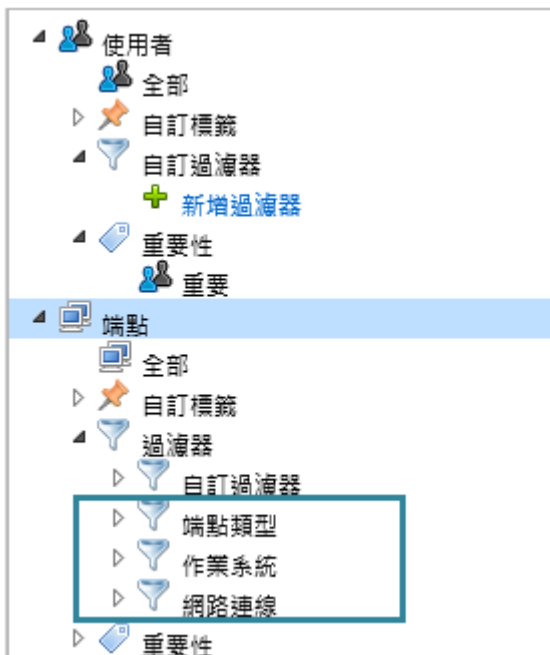 使用者
全部
自訂標籤
自訂過濾器
新增過濾器
重要性
重要
端點
全部
自訂標籤
過濾器
自訂過濾器
端點類型
作業系統
網路連線
重要性